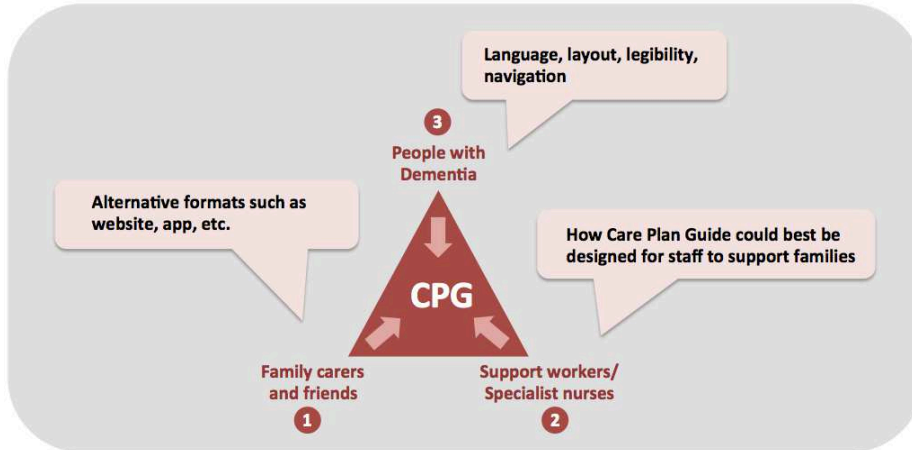 Language, layout, legibility,
navigation
3
People with
Dementia
Alternative formats such as
website, app, etc.
How Care Plan Guide could best be
designed for staff to support families
CPG
Family carers
and friends
1
Support workers/
Specialist nurses
2